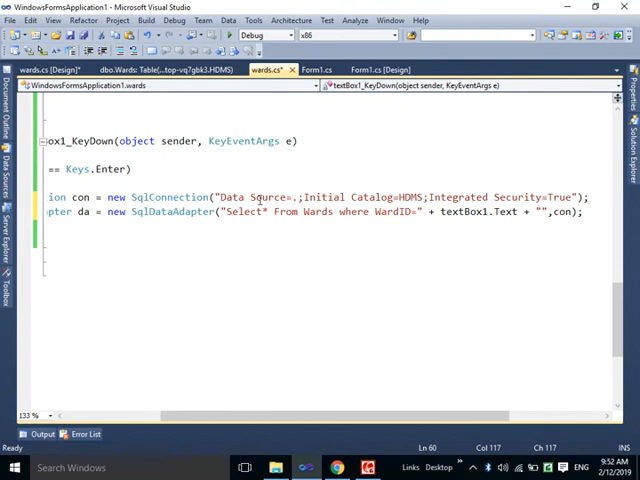 WindowsFormsApplication1 - Microsoft Visual Studio
File Edit View Refactor Project Build Debug Team Data Tools Architecture Test Analyze Window Help
Debug x86
wards.cs [Design]* dbo.Wards: Table(...top-vq7gbk3.HDMS) wards.cs* Form1.cs Form1.cs [Design]
WindowsFormsApplication1.wards textBox1_KeyDown(object sender, KeyEventArgs e)
ox1_KeyDown(object sender, KeyEventArgs e)
== Keys.Enter)
ion con = new SqlConnection("Data Source=.;Initial Catalog=HDMS;Integrated Security=True");
pter da = new SqlDataAdapter("Select* From Wards where WardID=" + textBox1.Text + "",con);
Document Outline
Data Sources
Server Explorer
Toolbox
Properties
Solution Explorer
133 %
Output Error List
Ready Ln 60 Col 117 Ch 117 INS
Search Windows Links Desktop ENG 9:52 AM
2/12/2019